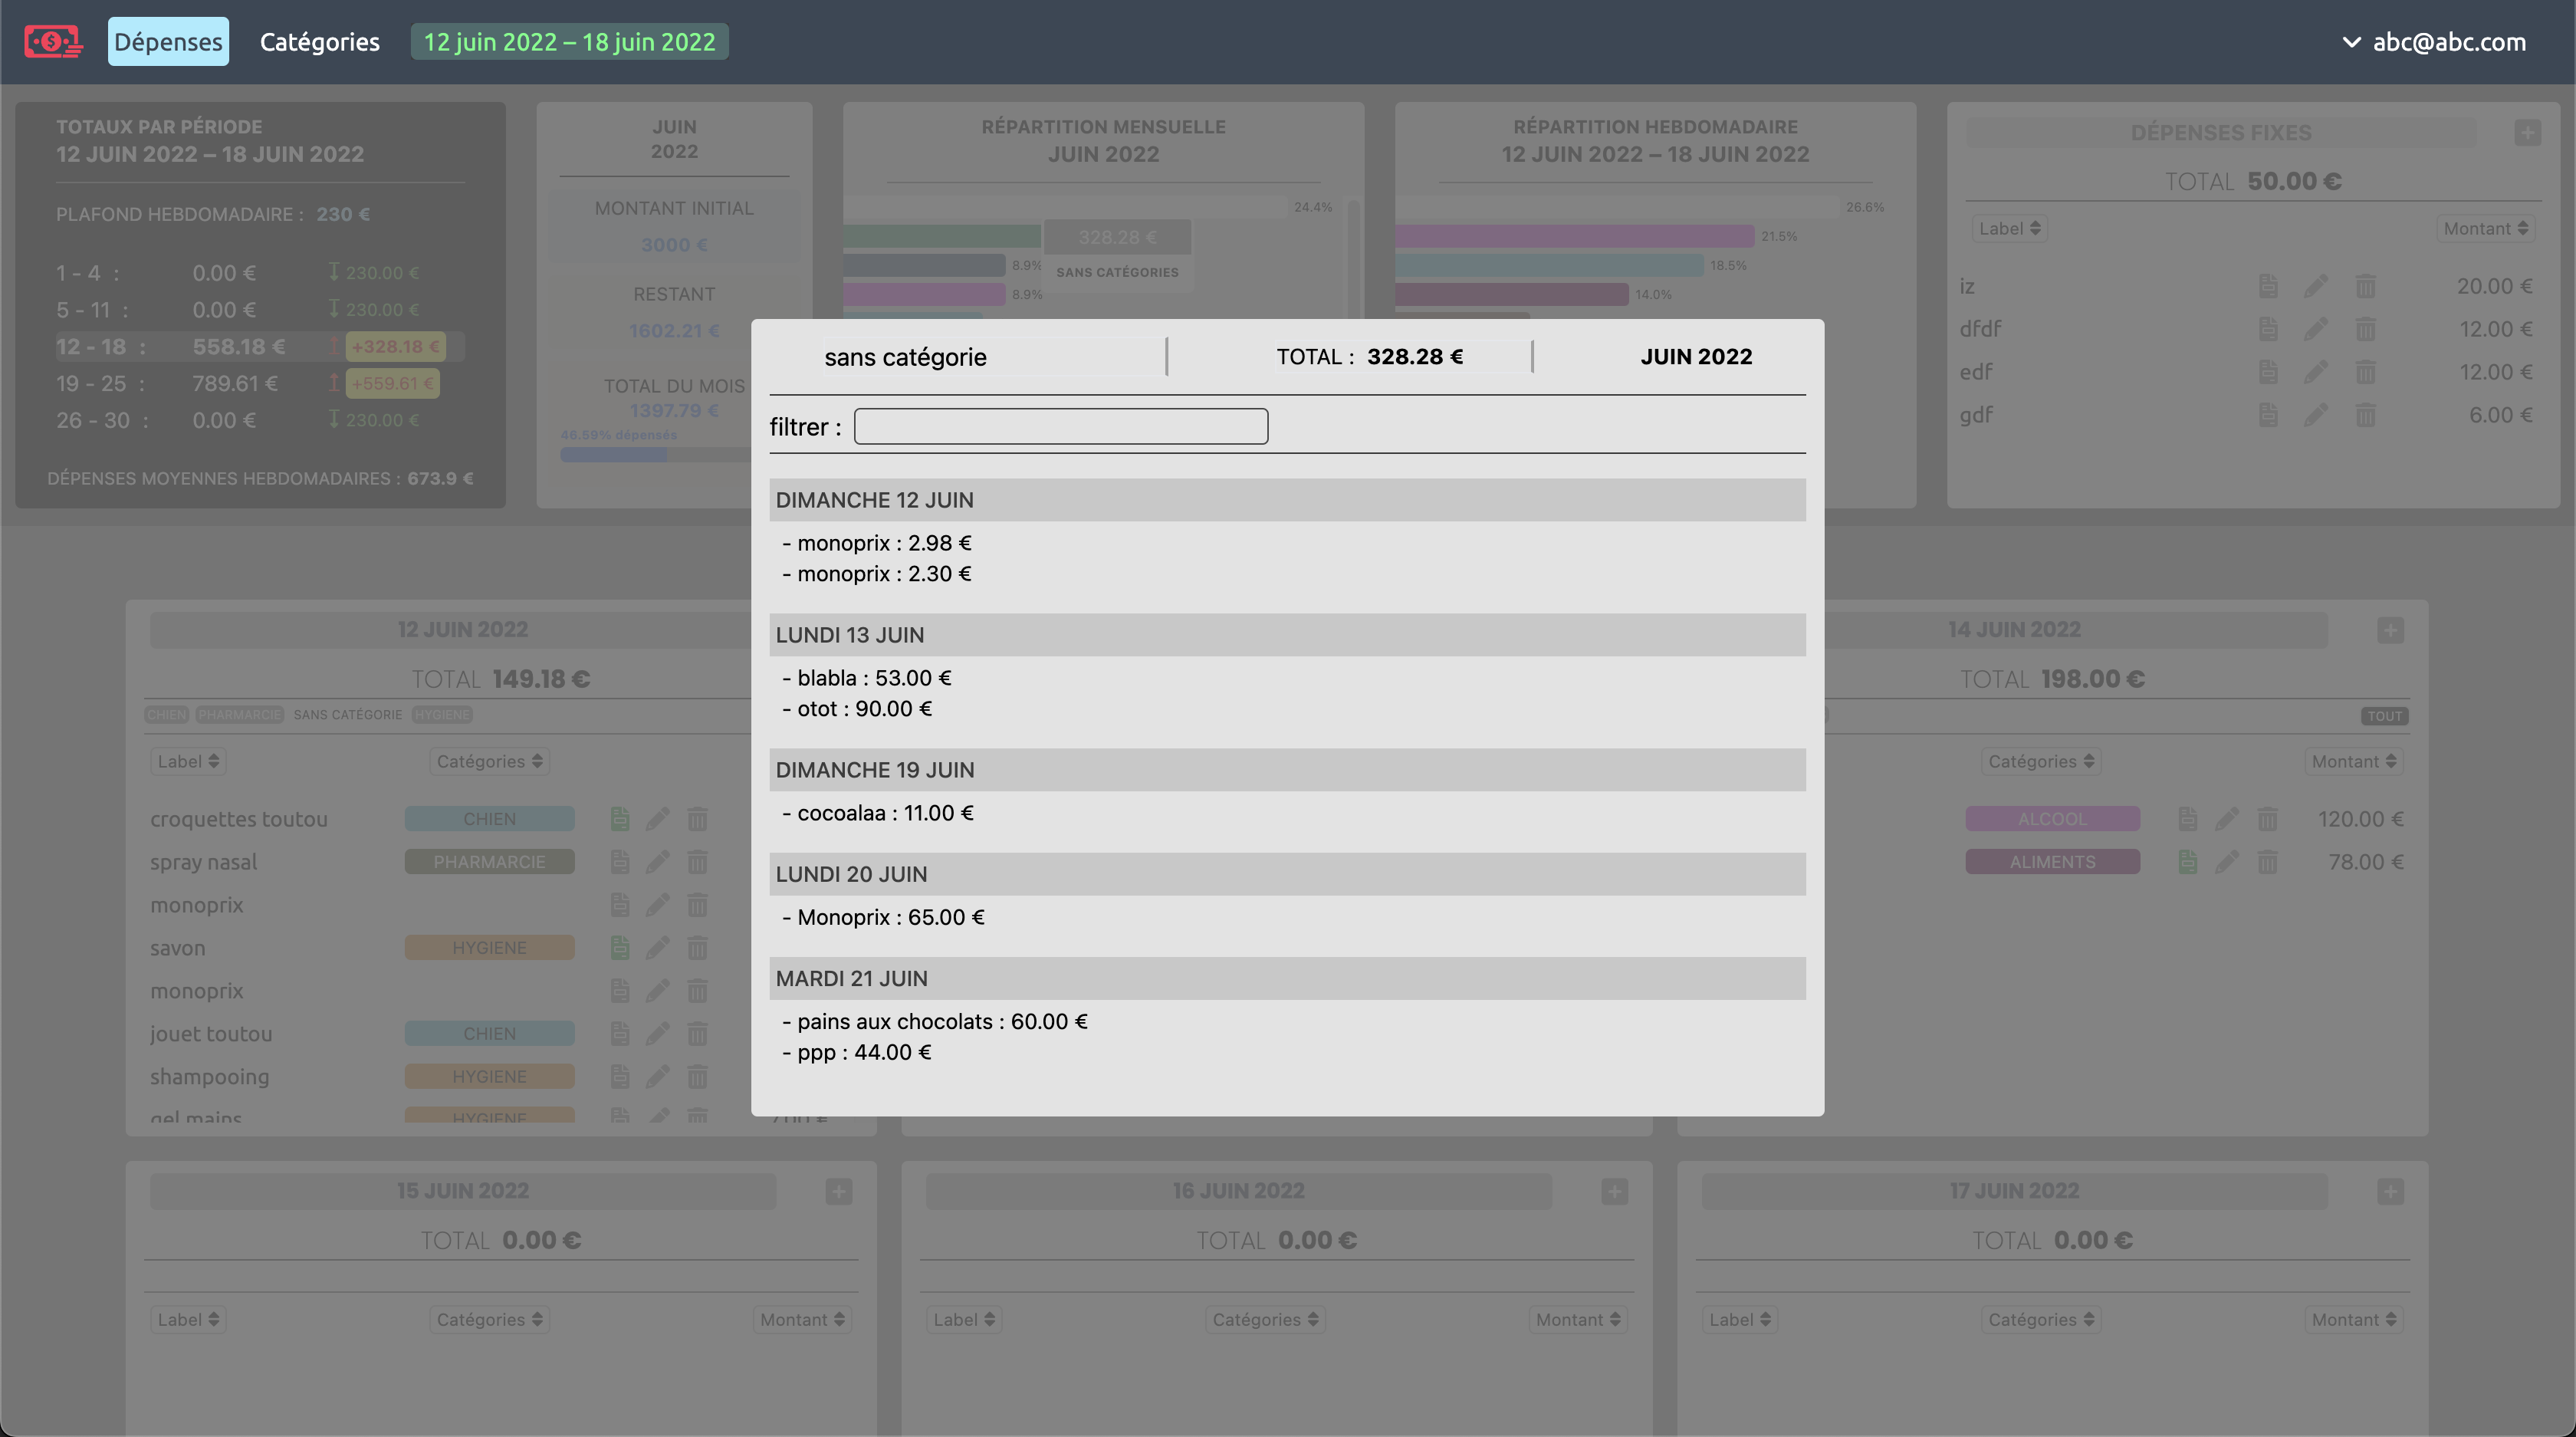 Dépenses Catégories 12 juin 2022 – 18 juin 2022 abc@abc.com
TOTAUX PAR PÉRIODE
12 JUIN 2022 – 18 JUIN 2022
PLAFOND HEBDOMADAIRE : 230 €
1 - 4 : 0.00 € 230.00 €
5 - 11 : 0.00 € 230.00 €
12 - 18 : 558.18 € +328.18 €
19 - 25 : 789.61 € +559.61 €
26 - 30 : 0.00 € 230.00 €
DÉPENSES MOYENNES HEBDOMADAIRES : 673.9 €
JUIN
2022
MONTANT INITIAL
3000 €
RESTANT
1602.21 €
TOTAL DU MOIS
1397.79 €
46.59% dépensés
RÉPARTITION MENSUELLE
JUIN 2022
24.4%
328.28 €
8.9%
SANS CATÉGORIES
8.9%
RÉPARTITION HEBDOMADAIRE
12 JUIN 2022 – 18 JUIN 2022
26.6%
21.5%
18.5%
14.0%
DÉPENSES FIXES
TOTAL 50.00 €
Label Montant
iz 20.00 €
dfdf 12.00 €
edf 12.00 €
gdf 6.00 €
sans catégorie TOTAL : 328.28 € JUIN 2022
filtrer :
DIMANCHE 12 JUIN
- monoprix : 2.98 €
- monoprix : 2.30 €
LUNDI 13 JUIN
- blabla : 53.00 €
- otot : 90.00 €
DIMANCHE 19 JUIN
- cocoalaa : 11.00 €
LUNDI 20 JUIN
- Monoprix : 65.00 €
MARDI 21 JUIN
- pains aux chocolats : 60.00 €
- ppp : 44.00 €
12 JUIN 2022
TOTAL 149.18 €
CHIEN PHARMARCIE SANS CATÉGORIE HYGIENE
Label Catégories
croquettes toutou CHIEN
spray nasal PHARMARCIE
monoprix
savon HYGIENE
monoprix
jouet toutou CHIEN
shampooing HYGIENE
gel mains HYGIENE 7.00 €
14 JUIN 2022
TOTAL 198.00 €
TOUT
Catégories Montant
ALCOOL 120.00 €
ALIMENTS 78.00 €
15 JUIN 2022
TOTAL 0.00 €
Label Catégories Montant
16 JUIN 2022
TOTAL 0.00 €
Label Catégories Montant
17 JUIN 2022
TOTAL 0.00 €
Label Catégories Montant